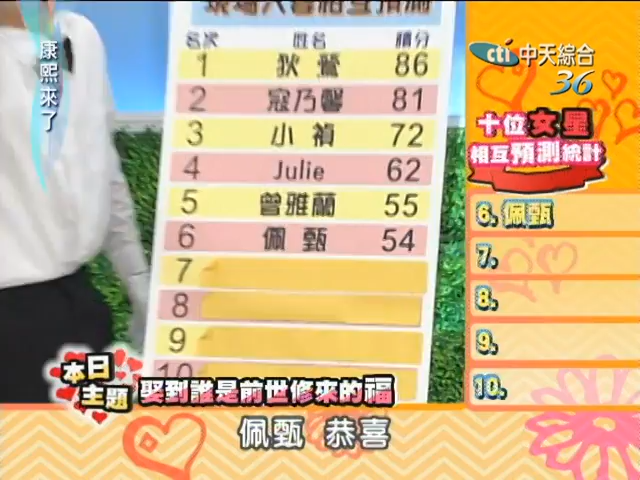 康熙來了
cti 中天綜合
36
名次 姓名 積分
1 狄鶯 86
2 寇乃馨 81
3 小禎 72
4 Julie 62
5 曾雅蘭 55
6 佩甄 54
7
8
9
10
十位女星
相互預測統計
6. 佩甄
7.
8.
9.
10.
本日
主題
娶到誰是前世修來的福
佩甄 恭喜